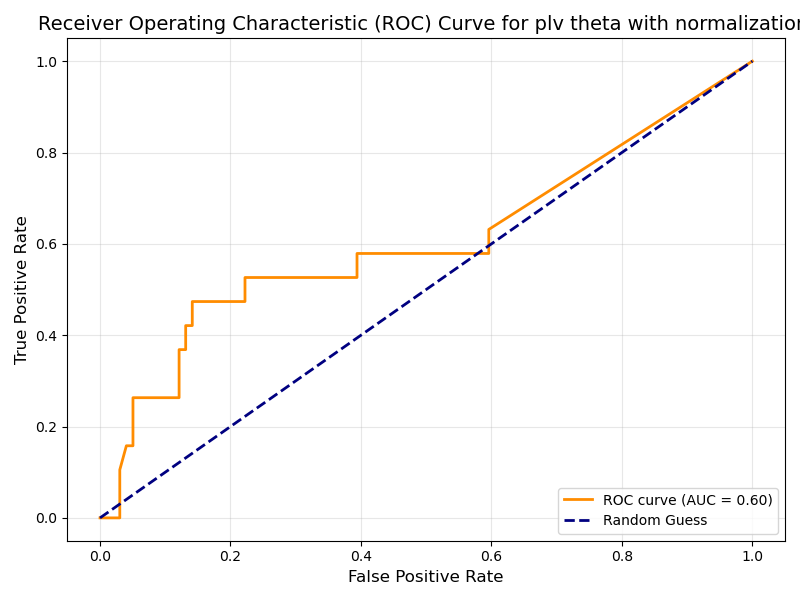 Receiver Operating Characteristic (ROC) Curve for plv theta with normalization
1.0
0.8
0.6
0.4
0.2
0.0
True Positive Rate
0.0 0.2 0.4 0.6 0.8 1.0
False Positive Rate
ROC curve (AUC = 0.60)
Random Guess